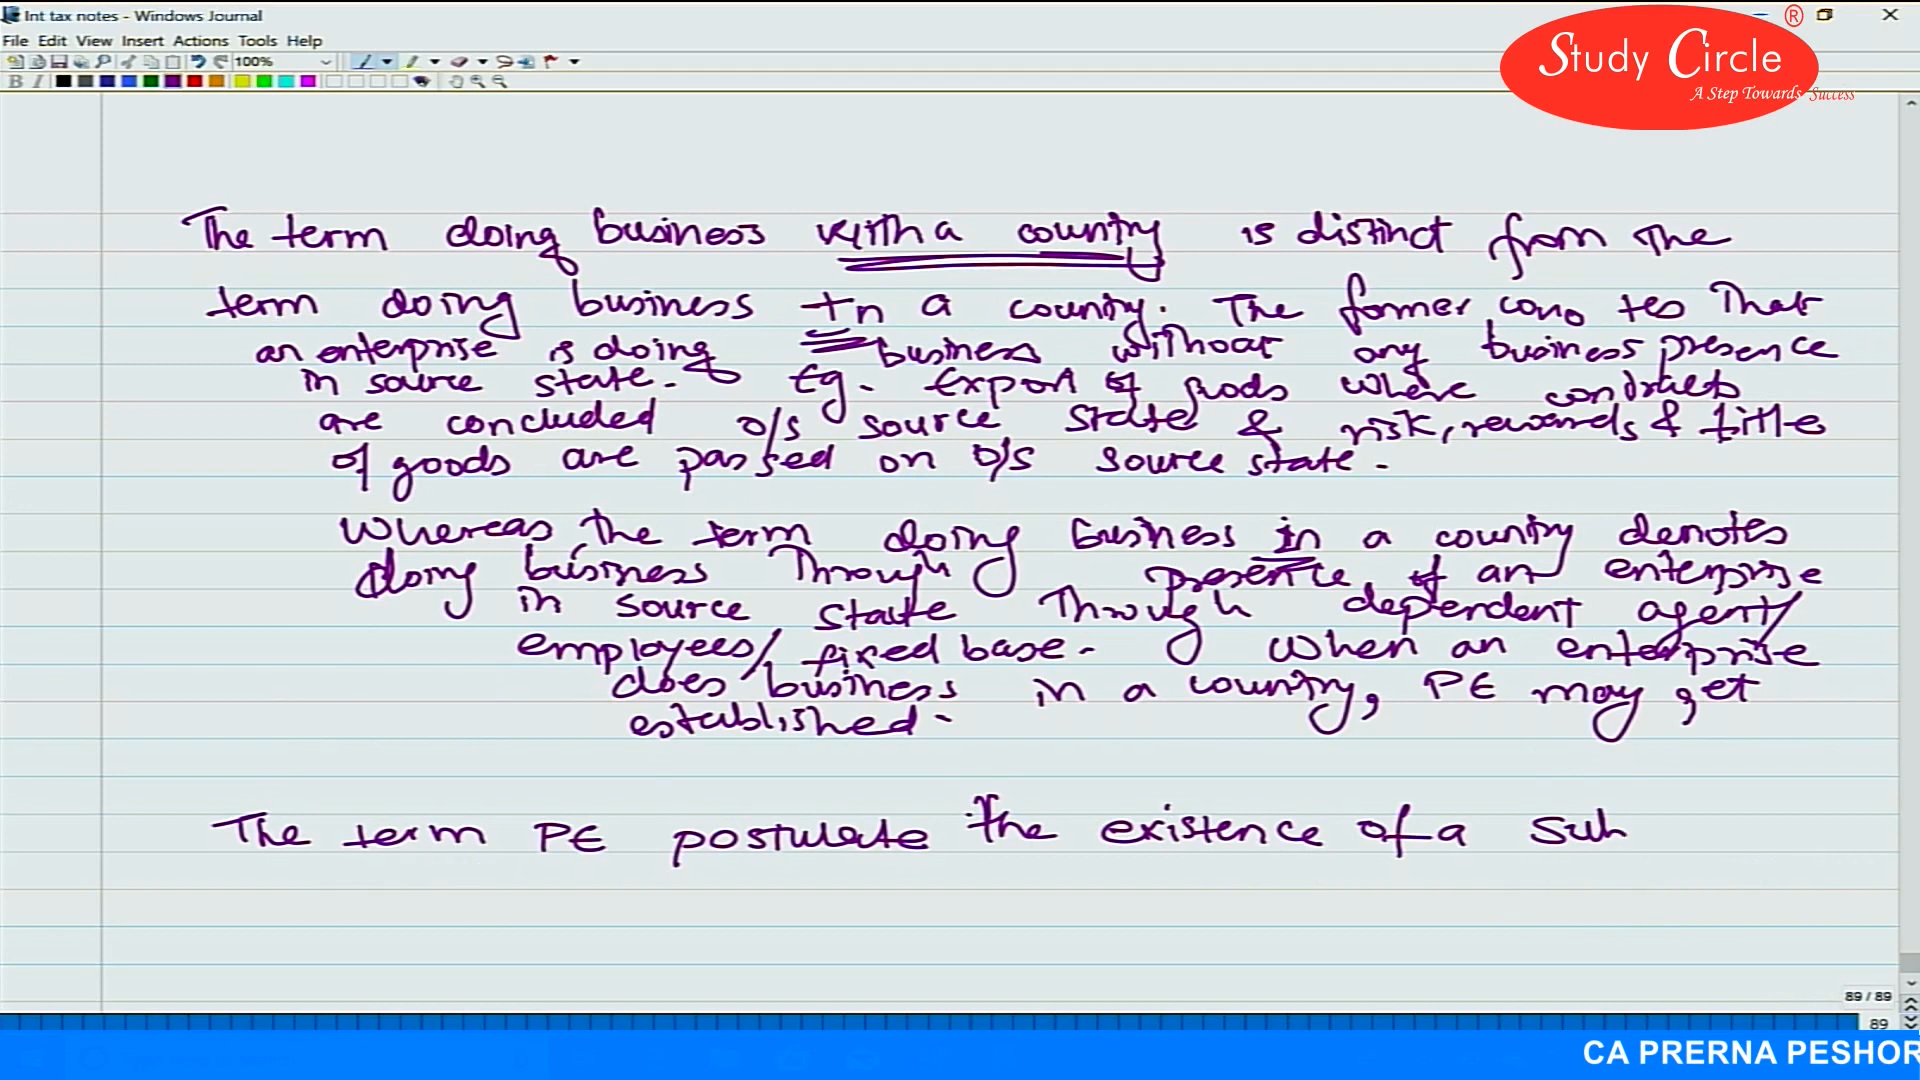 Int tax notes - Windows Journal
File Edit View Insert Actions Tools Help
100%
B I
Study Circle ®
A Step Towards Success
The term doing business with a country is distinct from the
term doing business In a country. The former cono tes That
an enterprise is doing business without any business presence
in source state. Eg. Export of goods where contracts
are concluded o/s source state & risk, rewards & title
of goods are passed on o/s source state.
Whereas, the term doing business in a country denotes
doing business Through presence of an enterprise
in source state Through dependent agent/
employees/ fixed base. When an enterprise
does business in a country, PE may get
established.
The term PE postulate the existence of a sub
89 / 89
89
CA PRERNA PESHOR